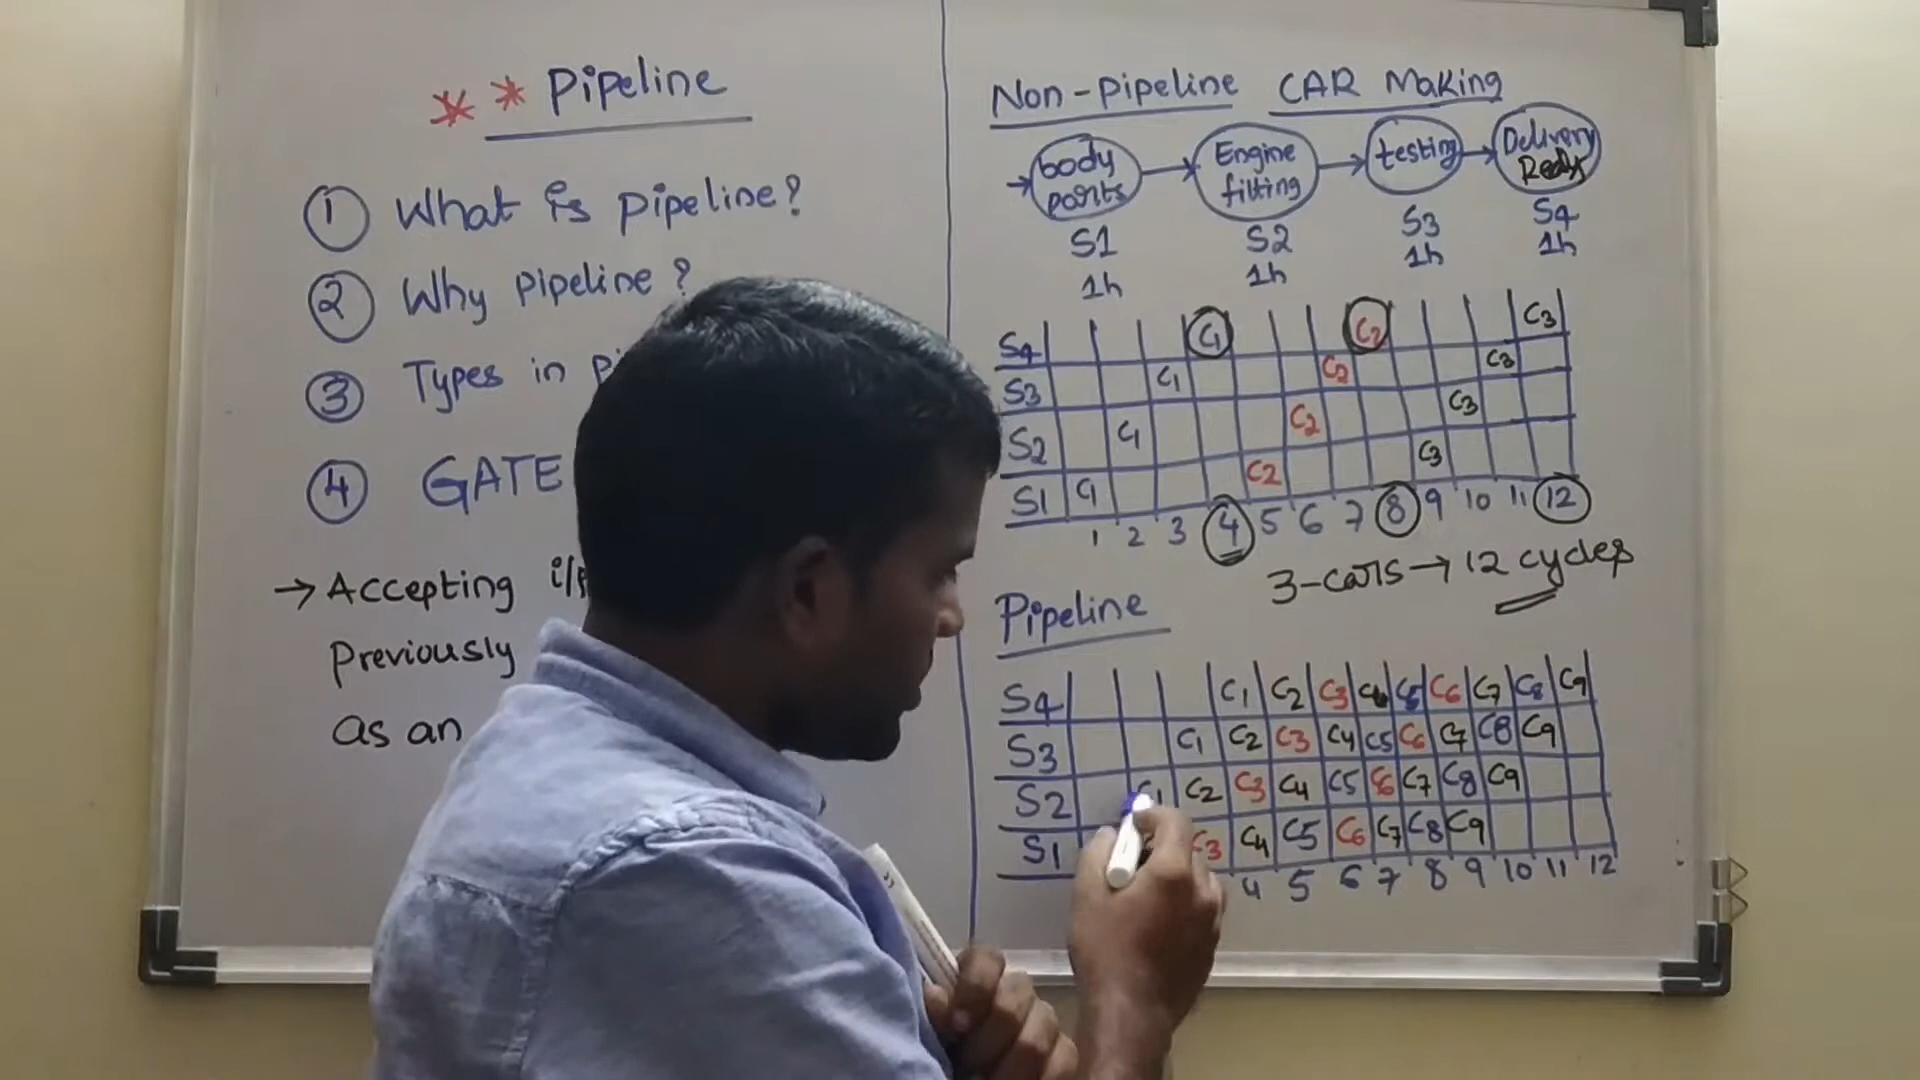 ** Pipeline
① What is pipeline?
② Why pipeline?
③ Types in
④ GATE
→ Accepting
Previously
as an
Non-pipeline CAR Making
→ body parts → Engine fitting → testing → Delivery Ready
S1 S2 S3 S4
1h 1h 1h 1h
S4 C1 C2 C3
S3 C1 C2 C3
S2 C1 C2 C3
S1 C1 C2 C3
1 2 3 4 5 6 7 8 9 10 11 12
3-cars → 12 cycles
Pipeline
S4 C1 C2 C3 C4 C5 C6 C7 C8 C9
S3 C1 C2 C3 C4 C5 C6 C7 C8 C9
S2 C1 C2 C3 C4 C5 C6 C7 C8 C9
S1 C3 C4 C5 C6 C7 C8 C9
4 5 6 7 8 9 10 11 12